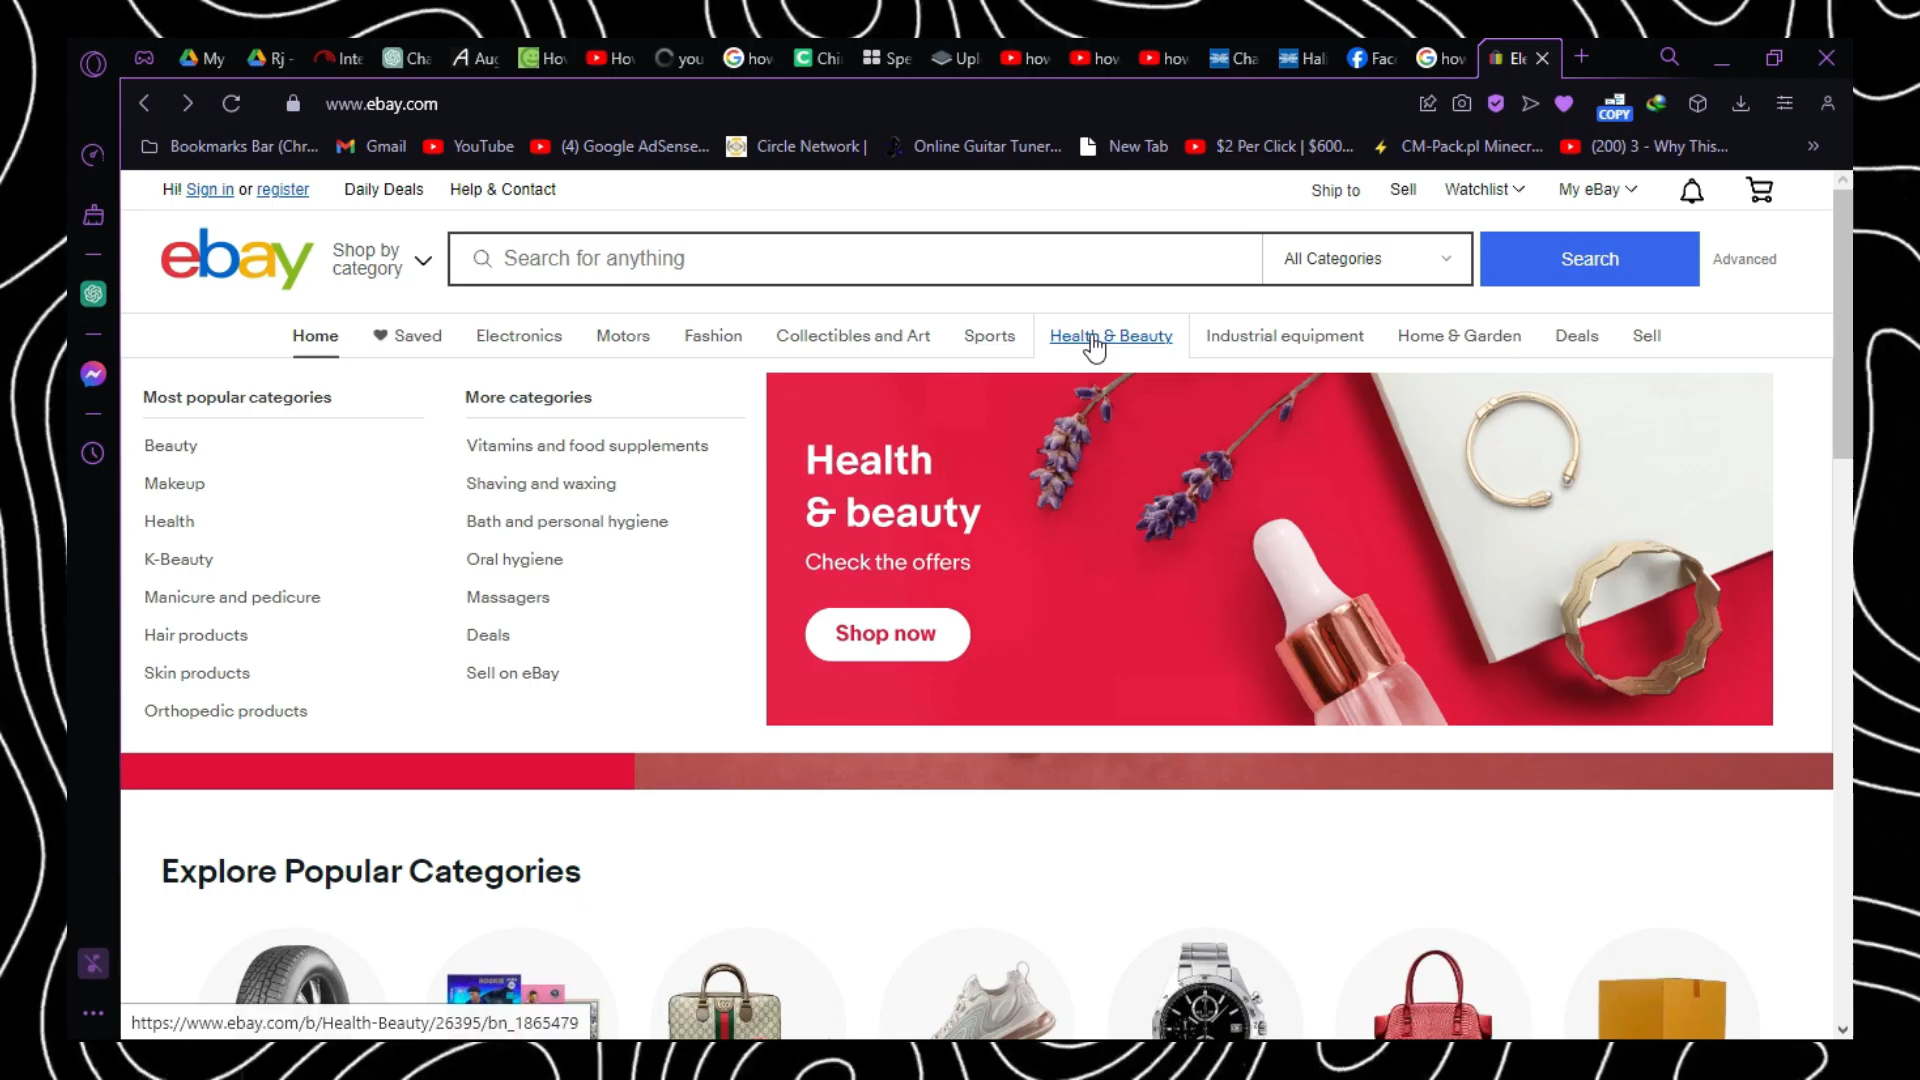 My
Rj -
Inte
Cha
Aug
Hov
Hov
you
how
Chi
Spe
Upl
how
how
how
Cha
Hali
Fac
how
Ele
www.ebay.com
COPY
Bookmarks Bar (Chr...
Gmail
YouTube
(4) Google AdSense...
Circle Network |
Online Guitar Tuner...
New Tab
$2 Per Click | $600...
CM-Pack.pl Minecr...
(200) 3 - Why This...
Hi! Sign in or register
Daily Deals
Help & Contact
Ship to
Sell
Watchlist
My eBay
ebay
Shop by
category
Search for anything
All Categories
Search
Advanced
Home
Saved
Electronics
Motors
Fashion
Collectibles and Art
Sports
Health & Beauty
Industrial equipment
Home & Garden
Deals
Sell
Most popular categories
Beauty
Makeup
Health
K-Beauty
Manicure and pedicure
Hair products
Skin products
Orthopedic products
More categories
Vitamins and food supplements
Shaving and waxing
Bath and personal hygiene
Oral hygiene
Massagers
Deals
Sell on eBay
Health
& beauty
Check the offers
Shop now
Explore Popular Categories
ROOKIE
https://www.ebay.com/b/Health-Beauty/26395/bn_1865479